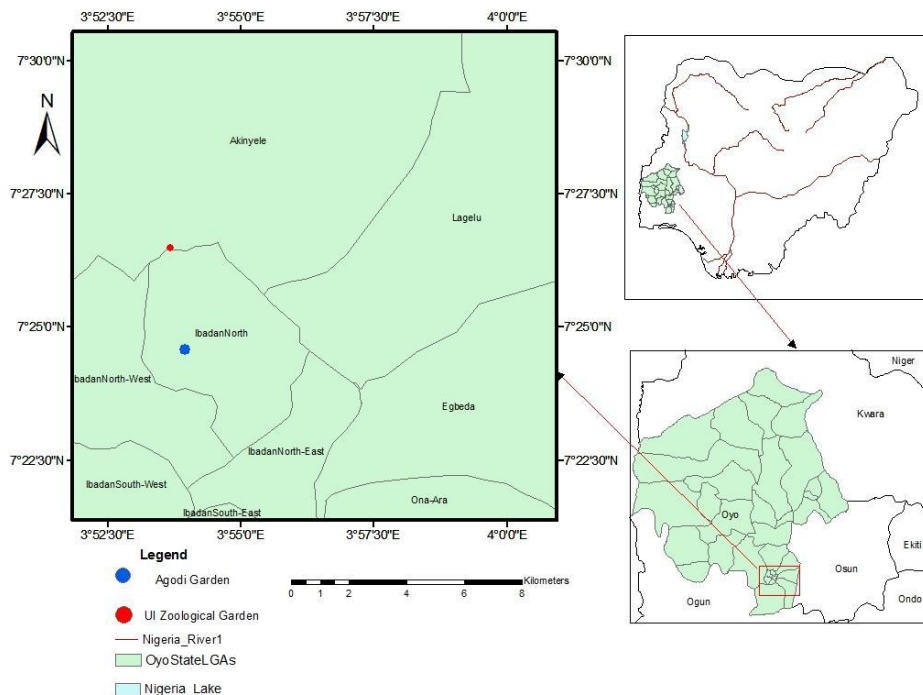 3°52'30"E 3°55'0"E 3°57'30"E 4°0'0"E
7°30'0"N 7°30'0"N
N
Akinyele
7°27'30"N 7°27'30"N
Lagelu
7°25'0"N 7°25'0"N
IbadanNorth
IbadanNorth-West
Egbeda
7°22'30"N 7°22'30"N
IbadanNorth-East
IbadanSouth-West
Ona-Ara
IbadanSouth-East
3°52'30"E 3°55'0"E 3°57'30"E 4°0'0"E
Niger
Kwara
Oyo
Ekiti
Osun
Ogun
Ondo
Legend
Agodi Garden
UI Zoological Garden
Nigeria_River1
OyoStateLGAs
Nigeria_Lake
Kilometers
0 1 2 4 6 8